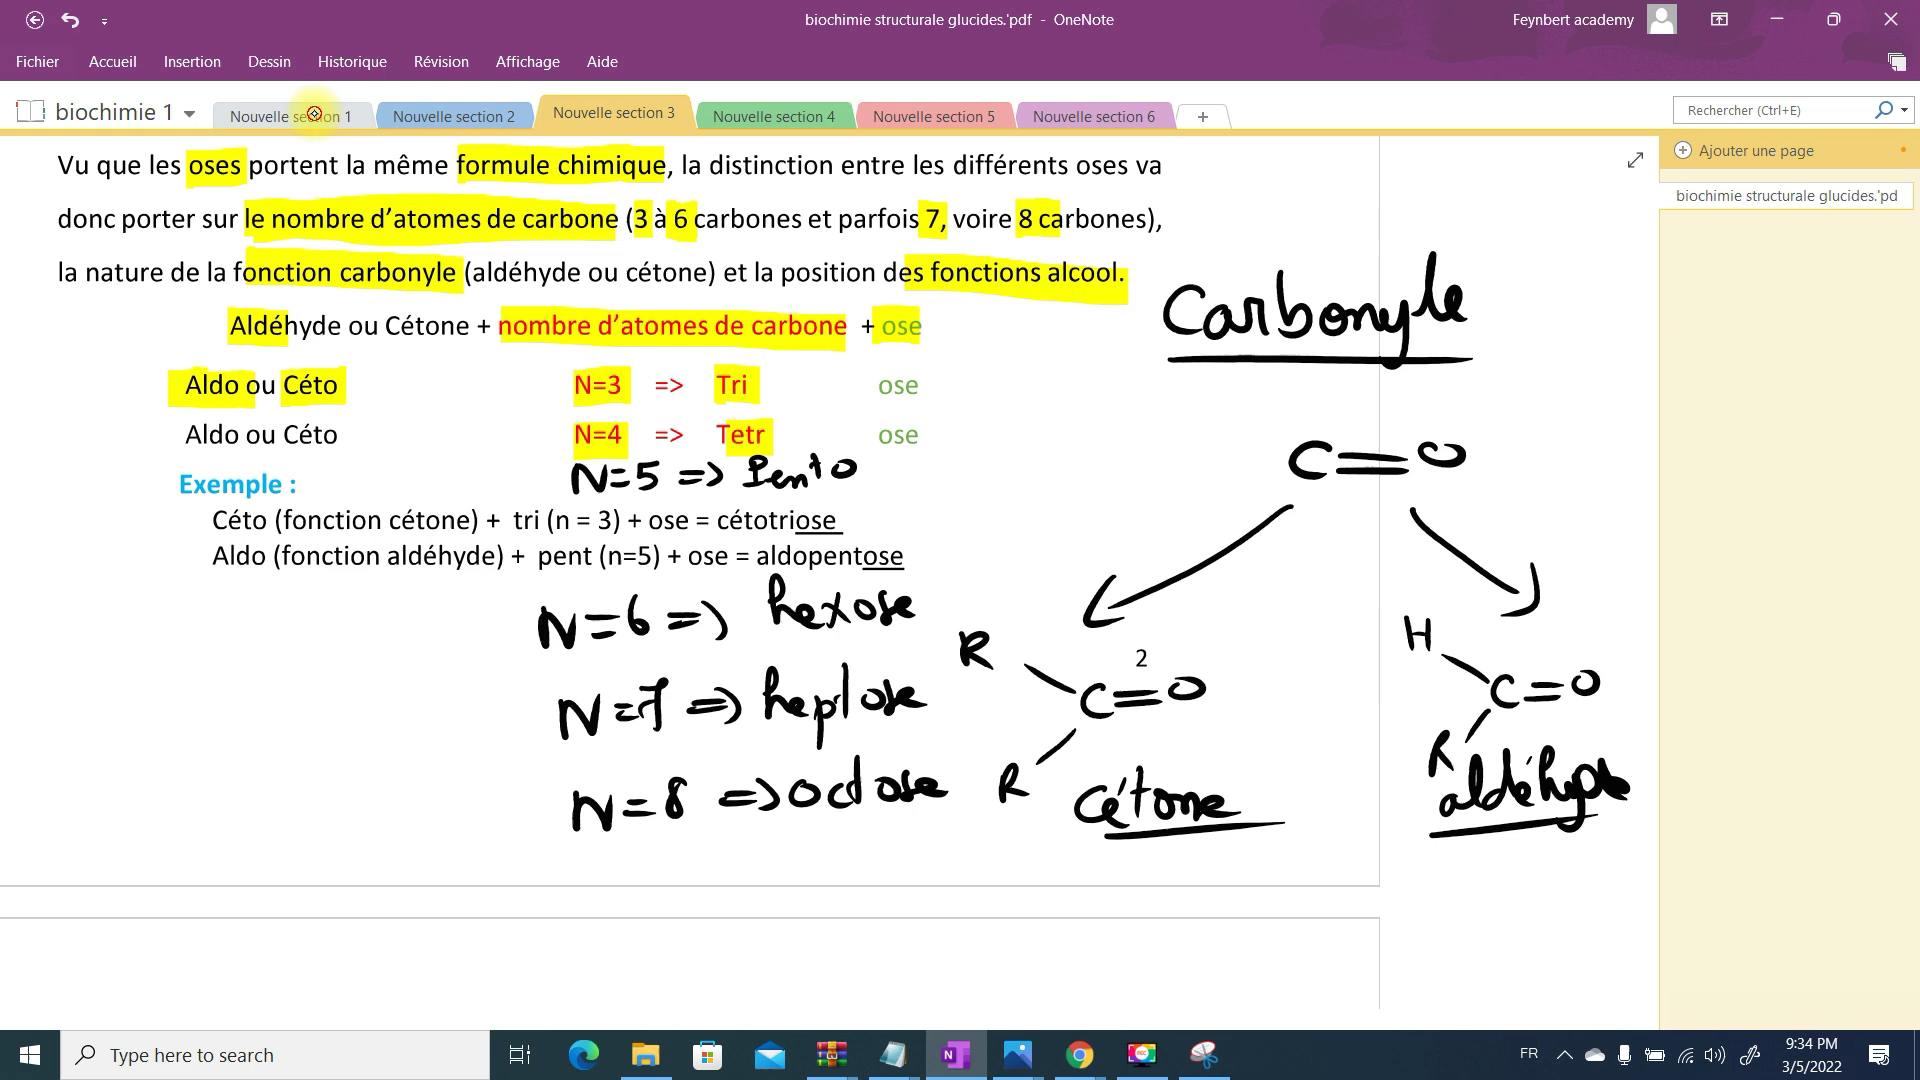 biochimie structurale glucides.'pdf - OneNote
Feynbert academy
Fichier Accueil Insertion Dessin Historique Révision Affichage Aide
biochimie 1
Nouvelle section 1
Nouvelle section 2
Nouvelle section 3
Nouvelle section 4
Nouvelle section 5
Nouvelle section 6
+
Rechercher (Ctrl+E)
Ajouter une page
biochimie structurale glucides.'pd
Vu que les oses portent la même formule chimique, la distinction entre les différents oses va
donc porter sur le nombre d'atomes de carbone (3 à 6 carbones et parfois 7, voire 8 carbones),
la nature de la fonction carbonyle (aldéhyde ou cétone) et la position des fonctions alcool.
Aldéhyde ou Cétone + nombre d'atomes de carbone + ose
Aldo ou Céto N=3 => Tri ose
Aldo ou Céto N=4 => Tetr ose
N=5 => Pento
Exemple :
Céto (fonction cétone) + tri (n = 3) + ose = cétotriose
Aldo (fonction aldéhyde) + pent (n=5) + ose = aldopentose
N=6 => hexose
N=7 => heptose
N=8 => octose
2
Carbonyle
C=O
R
C=O
R
Cétone
H
C=O
R
aldéhyde
Type here to search
FR
9:34 PM
3/5/2022